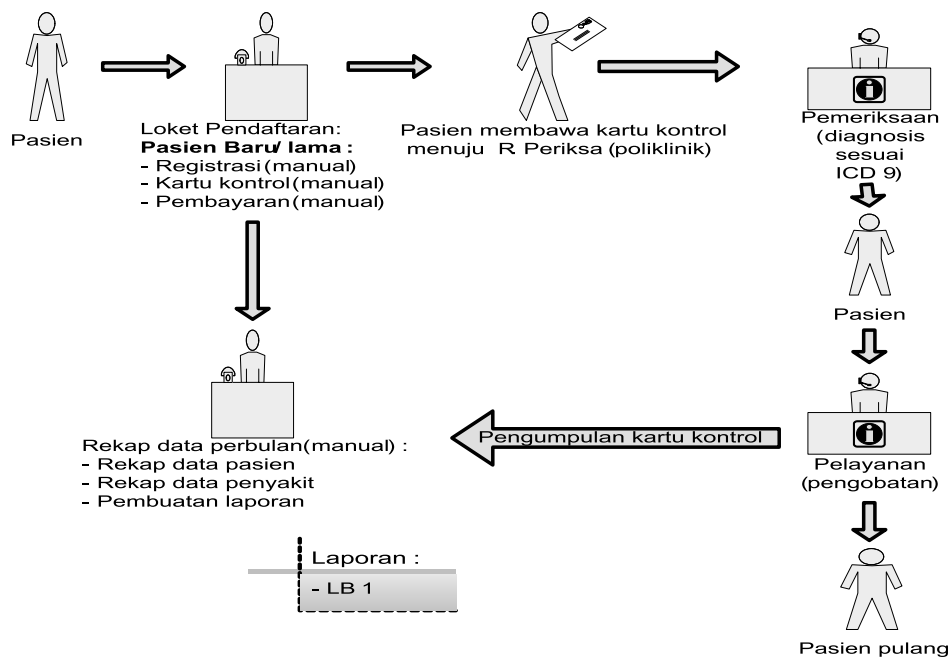 Pasien
Loket Pendaftaran:
Pasien Baru/ lama :
- Registrasi(manual)
- Kartu kontrol(manual)
- Pembayaran(manual)
Pasien membawa kartu kontrol
menuju R Periksa (poliklinik)
Pemeriksaan
(diagnosis
sesuai
ICD 9)
Pasien
Pelayanan
(pengobatan)
Pengumpulan kartu kontrol
Rekap data perbulan(manual) :
- Rekap data pasien
- Rekap data penyakit
- Pembuatan laporan
Laporan :
- LB 1
Pasien pulang